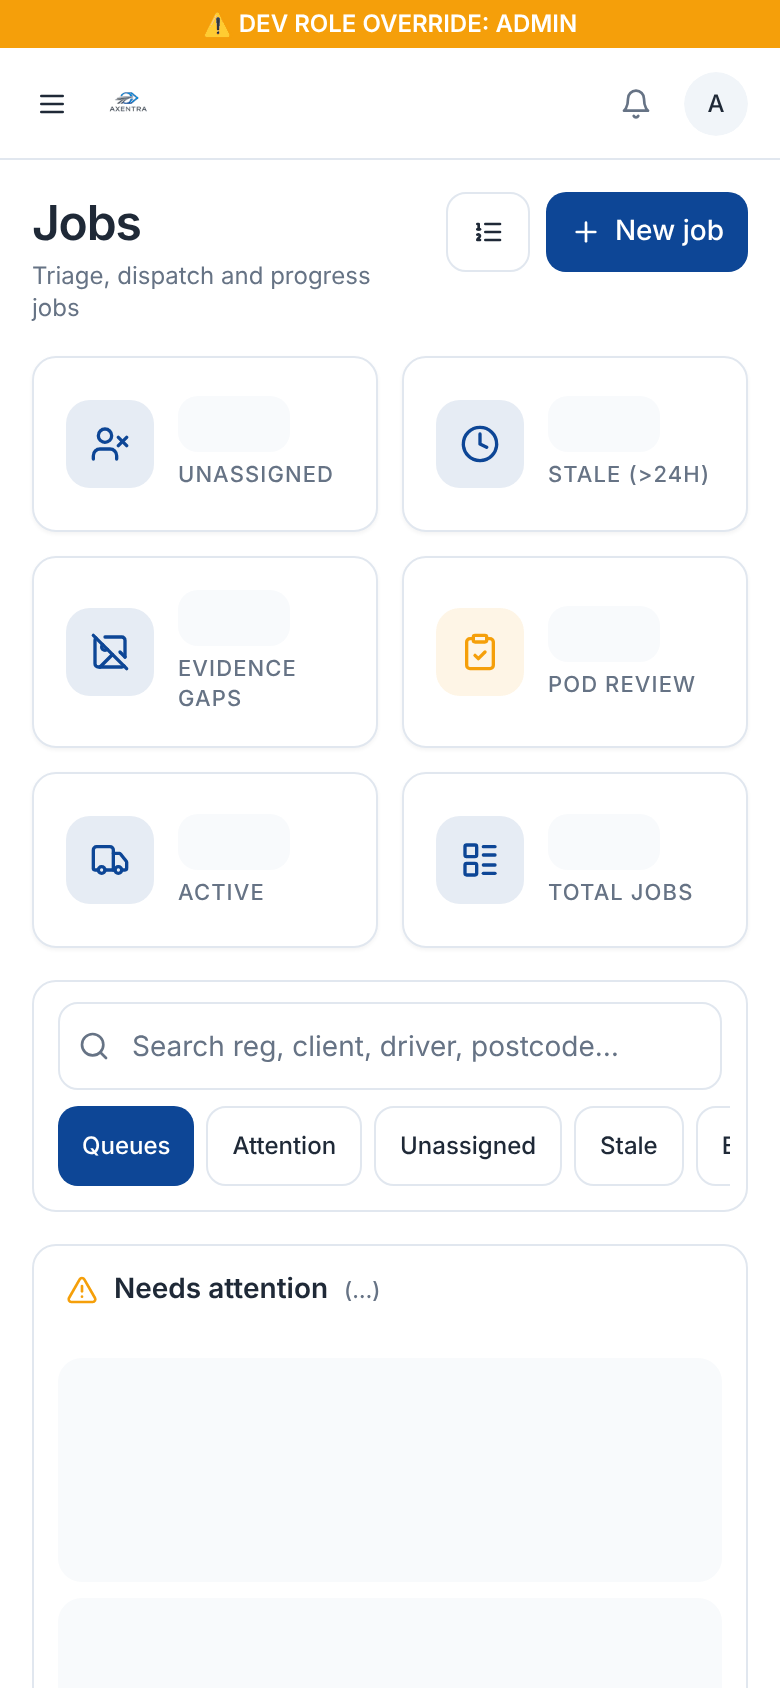 ⚠️ DEV ROLE OVERRIDE: ADMIN
AXENTRA
A
Jobs
New job
Triage, dispatch and progress
jobs
UNASSIGNED
STALE (>24H)
EVIDENCE
GAPS
POD REVIEW
ACTIVE
TOTAL JOBS
Search reg, client, driver, postcode...
Queues
Attention
Unassigned
Stale
Needs attention (...)